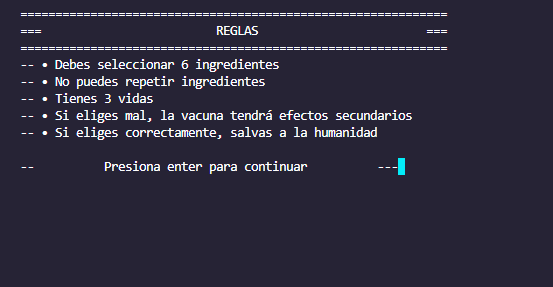 =============================================================
===                         REGLAS                        ===
=============================================================
-- • Debes seleccionar 6 ingredientes
-- • No puedes repetir ingredientes
-- • Tienes 3 vidas
-- • Si eliges mal, la vacuna tendrá efectos secundarios
-- • Si eliges correctamente, salvas a la humanidad
--          Presiona enter para continuar          ---